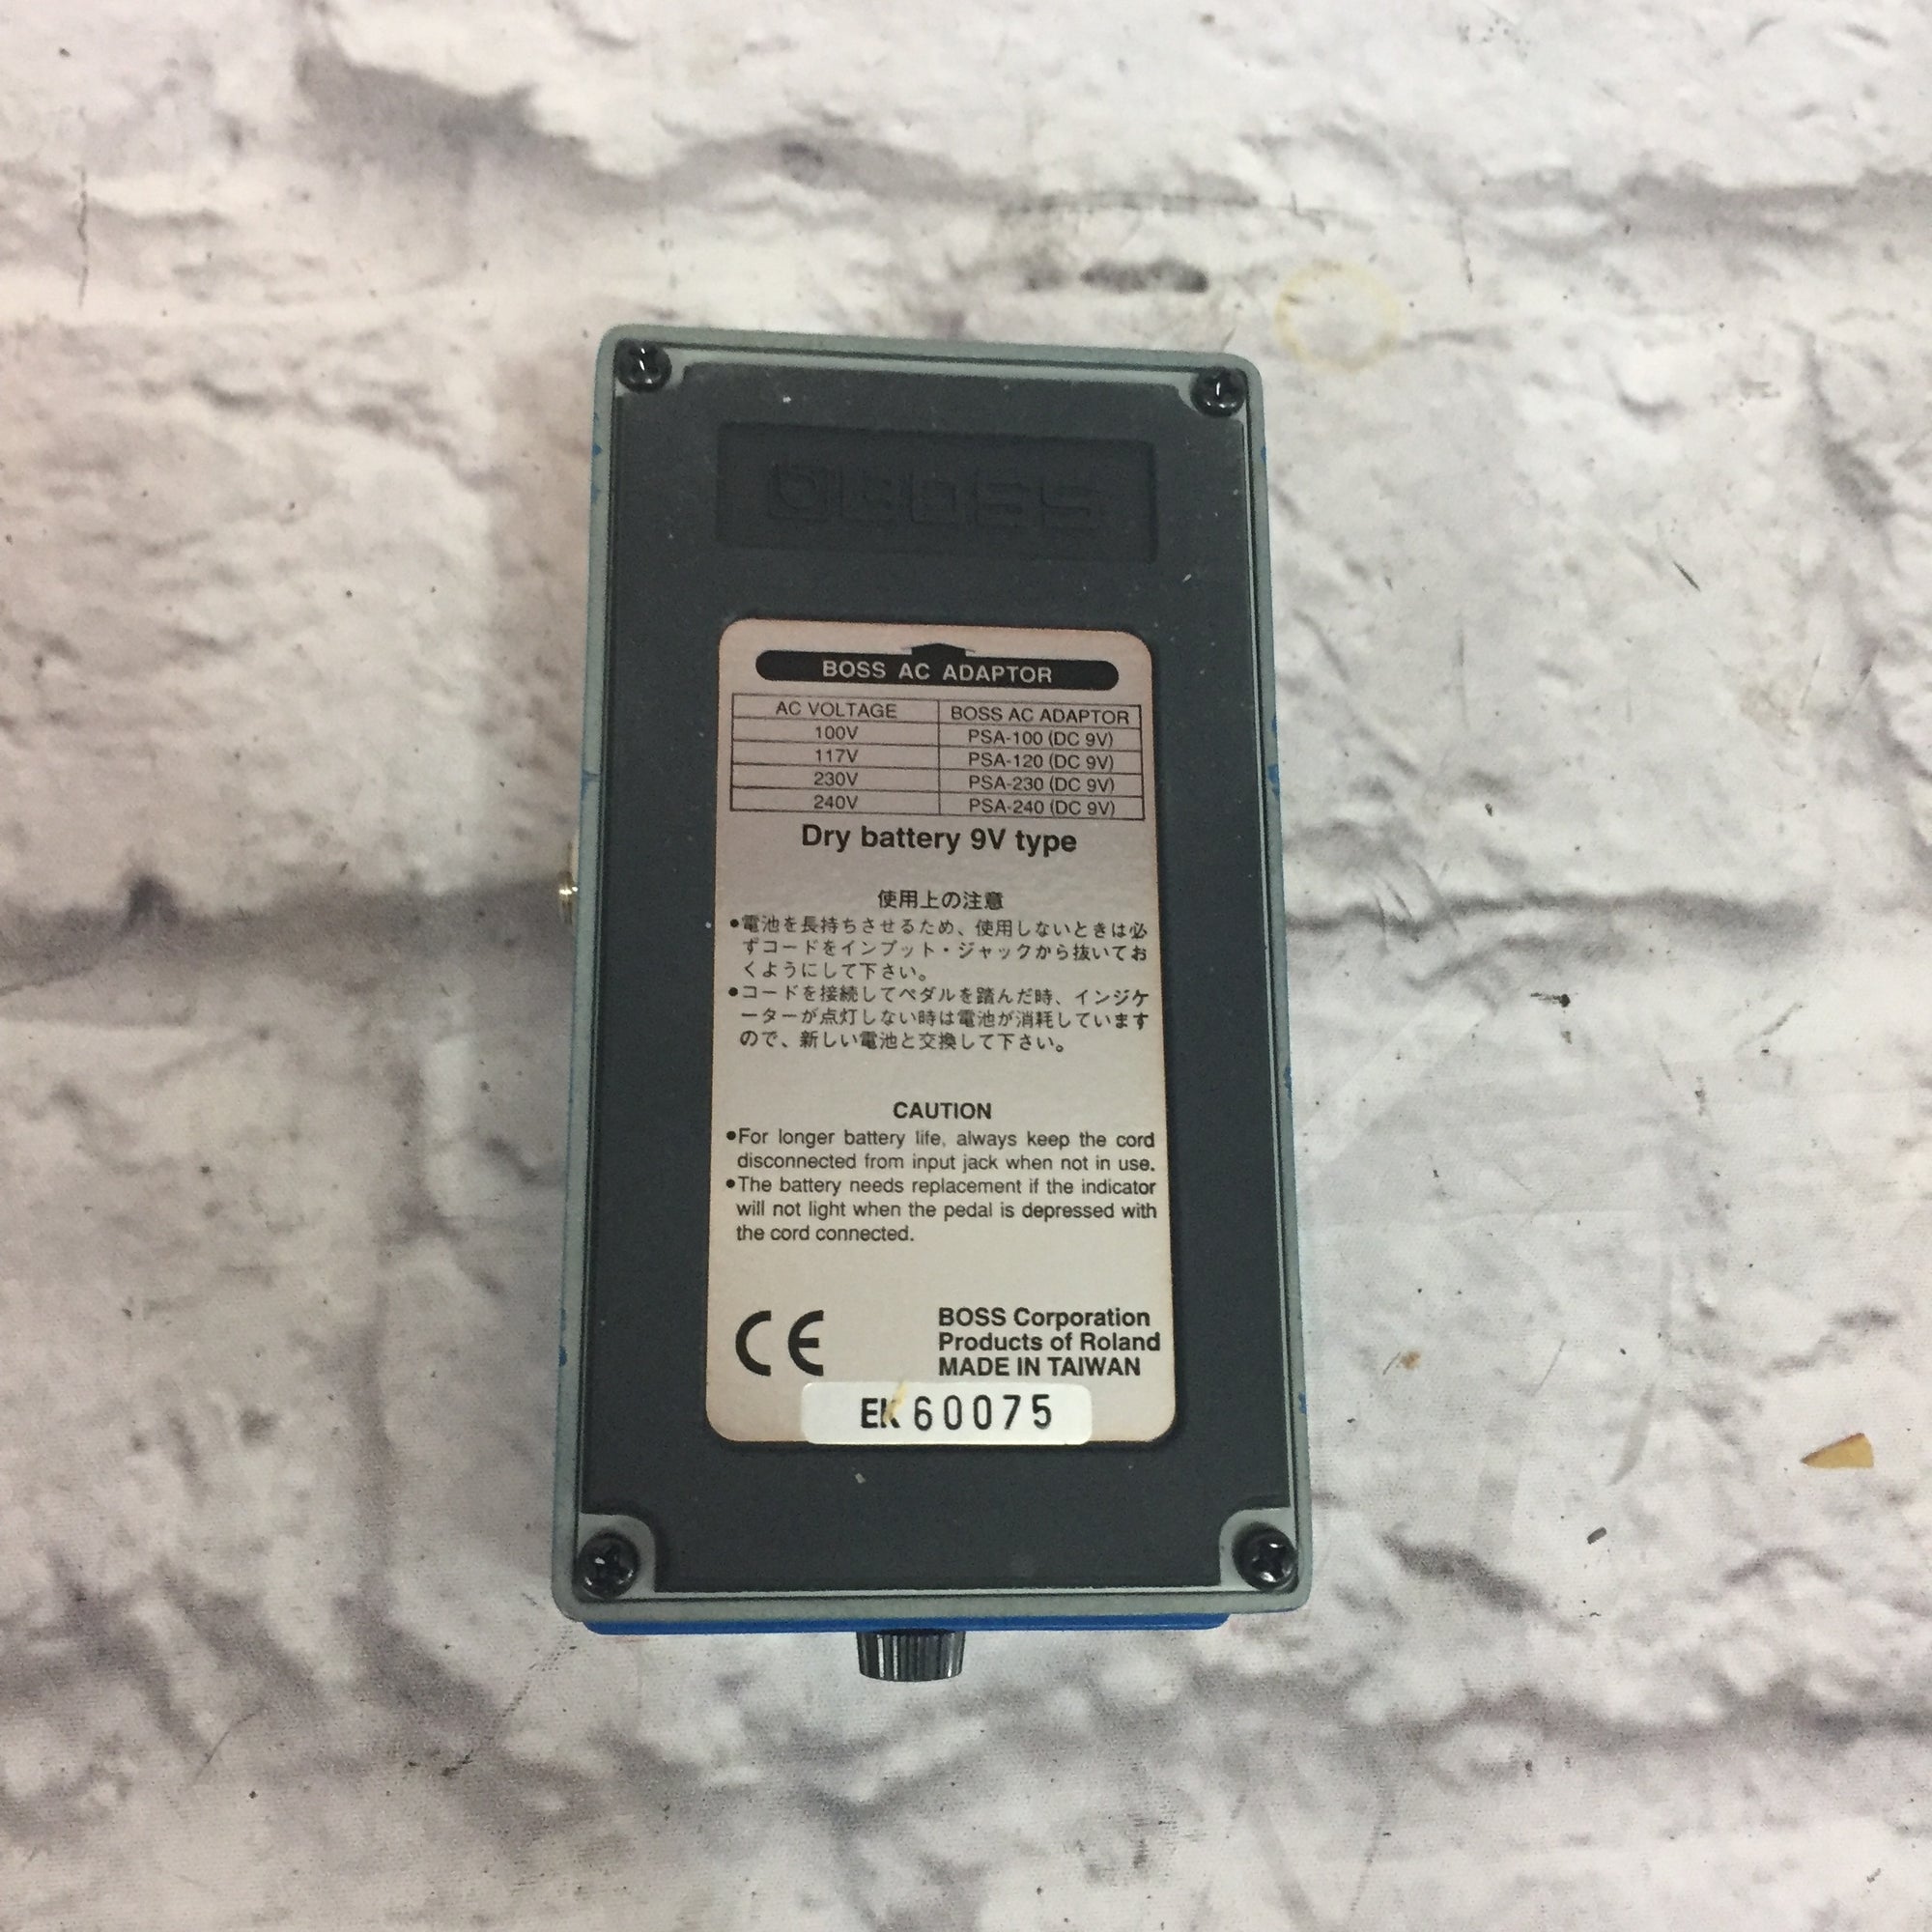 BOSS
BOSS AC ADAPTOR
AC VOLTAGE BOSS AC ADAPTOR
100V PSA-100 (DC 9V)
117V PSA-120 (DC 9V)
230V PSA-230 (DC 9V)
240V PSA-240 (DC 9V)
Dry battery 9V type
使用上の注意
●電池を長持ちさせるため、使用しないときは必
ずコードをインプット・ジャックから抜いてお
くようにして下さい。
●コードを接続してペダルを踏んだ時、インジケ
ーターが点灯しない時は電池が消耗しています
ので、新しい電池と交換して下さい。
CAUTION
●For longer battery life, always keep the cord
disconnected from input jack when not in use.
●The battery needs replacement if the indicator
will not light when the pedal is depressed with
the cord connected.
CE
BOSS Corporation
Products of Roland
MADE IN TAIWAN
EK60075